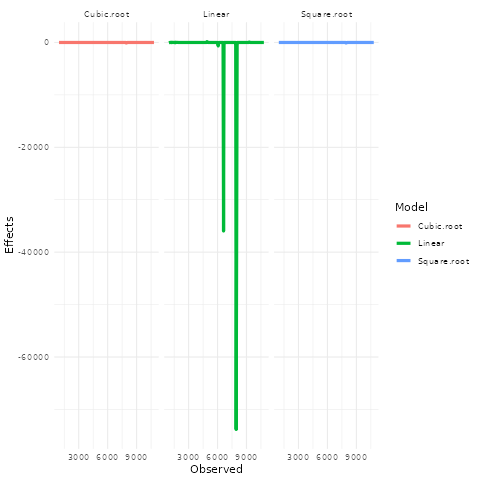 Cubic.root Linear Square.root
0
-20000
-40000
-60000
Effects
3000 6000 9000 3000 6000 9000 3000 6000 9000
Observed
Model
Cubic.root
Linear
Square.root